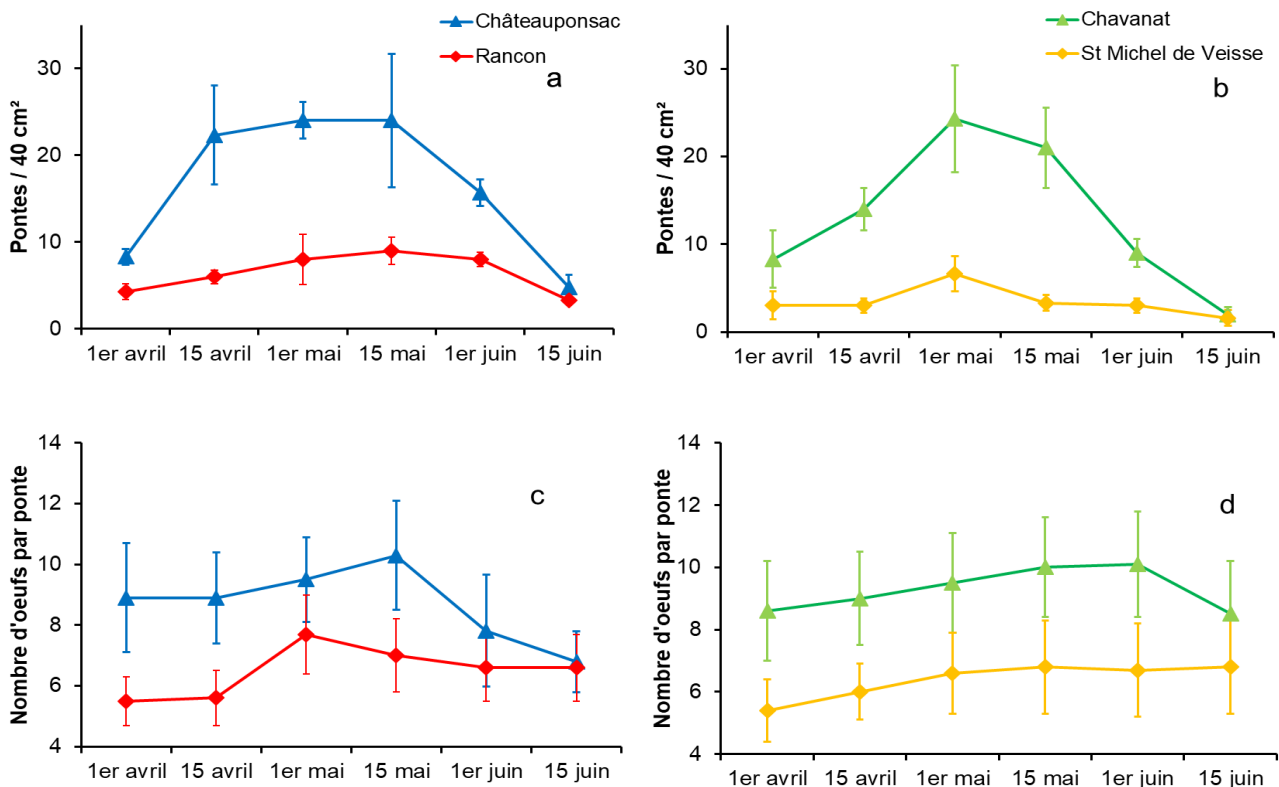 Châteauponsac
Rancon
a
Pontes / 40 cm²
30
20
10
0
1er avril 15 avril 1er mai 15 mai 1er juin 15 juin
Chavanat
St Michel de Veisse
b
Pontes / 40 cm²
30
20
10
0
1er avril 15 avril 1er mai 15 mai 1er juin 15 juin
c
Nombre d'oeufs par ponte
14
12
10
8
6
4
1er avril 15 avril 1er mai 15 mai 1er juin 15 juin
d
Nombre d'oeufs par ponte
14
12
10
8
6
4
1er avril 15 avril 1er mai 15 mai 1er juin 15 juin